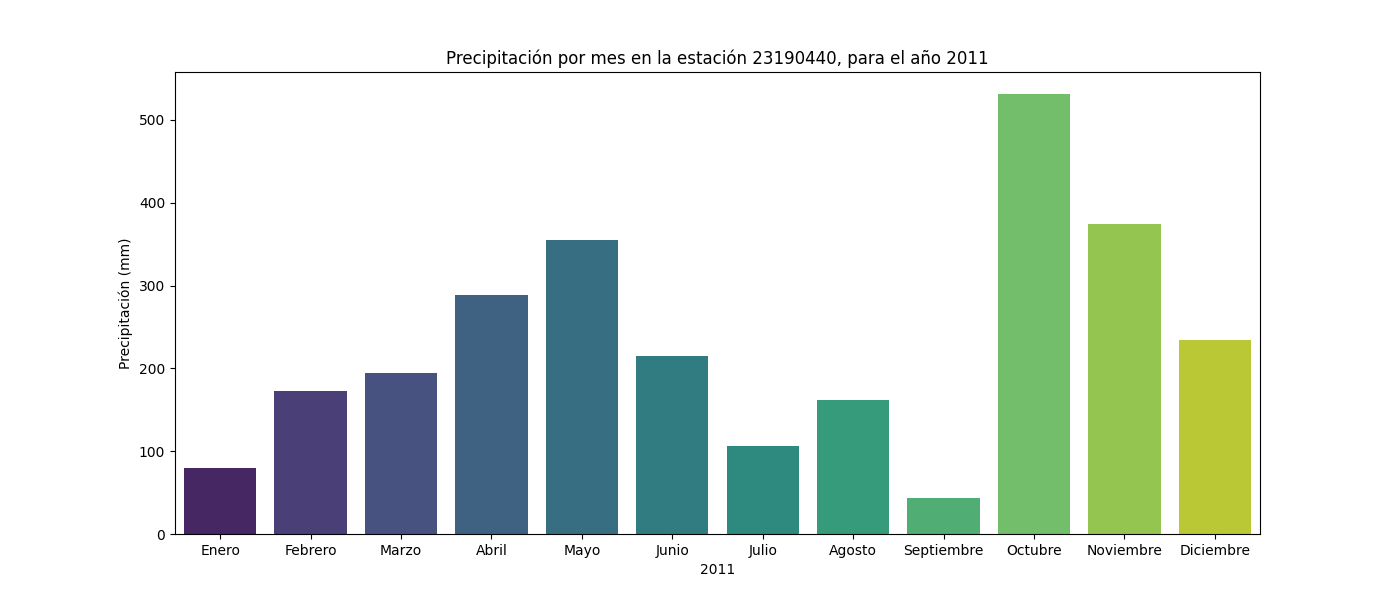 Precipitación por mes en la estación 23190440, para el año 2011
Precipitación (mm)
500
400
300
200
100
0
Enero Febrero Marzo Abril Mayo Junio Julio Agosto Septiembre Octubre Noviembre Diciembre
2011